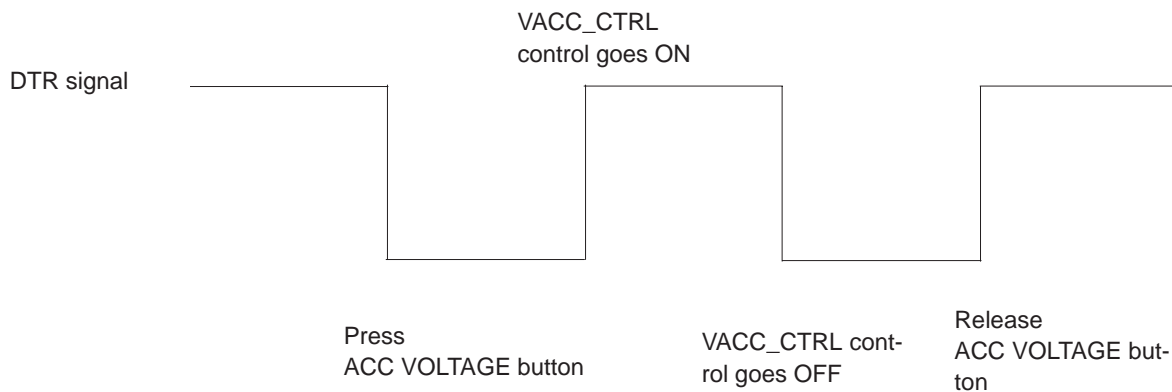 VACC_CTRL
control goes ON
DTR signal
Press
ACC VOLTAGE button
VACC_CTRL cont-
rol goes OFF
Release
ACC VOLTAGE but-
ton